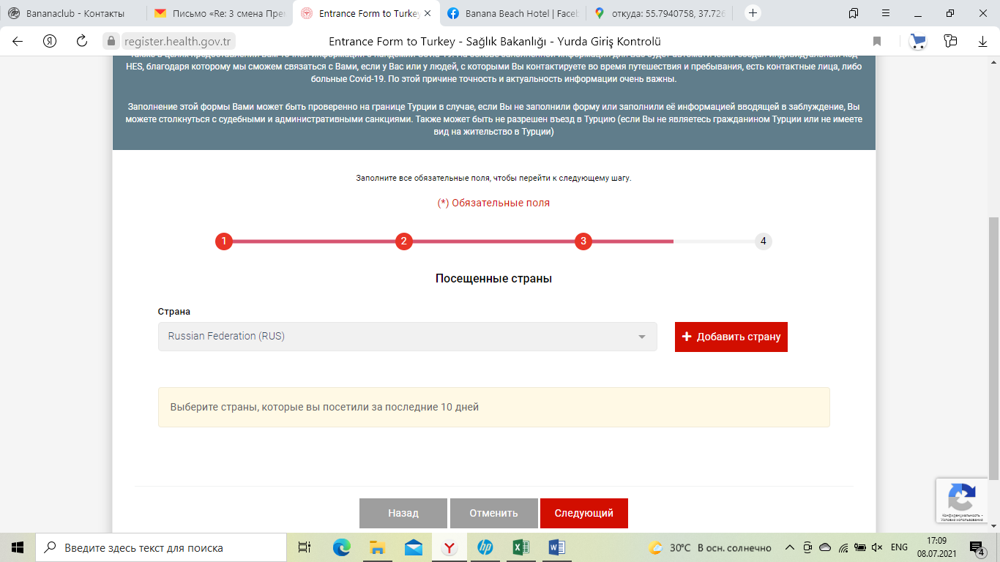 Bananaclub - Контакты
Письмо «Re: 3 смена Пре
Entrance Form to Turke
Banana Beach Hotel | Face
откуда: 55.7940758, 37.726
register.health.gov.tr
Entrance Form to Turkey - Sağlık Bakanlığı - Yurda Giriş Kontrolü
HES, благодаря которому мы сможем связаться с Вами, если у Вас или у людей, с которыми Вы контактируете во время путешествия и пребывания, есть контактные лица, либо
больные Covid-19. По этой причине точность и актуальность информации очень важны.
Заполнение этой формы Вами может быть проверенно на границе Турции в случае, если Вы не заполнили форму или заполнили её информацией вводящей в заблуждение, Вы
можете столкнуться с судебными и административными санкциями. Также может быть не разрешен въезд в Турцию (если Вы не являетесь гражданином Турции или не имеете
вид на жительство в Турции)
Заполните все обязательные поля, чтобы перейти к следующему шагу.
(*) Обязательные поля
1 2 3 4
Посещенные страны
Страна
Russian Federation (RUS)
+ Добавить страну
Выберите страны, которые вы посетили за последние 10 дней
Назад Отменить Следующий
Конфиденциальность -
Условия использования
Введите здесь текст для поиска
30°C В осн. солнечно
ENG
17:09
08.07.2021
4